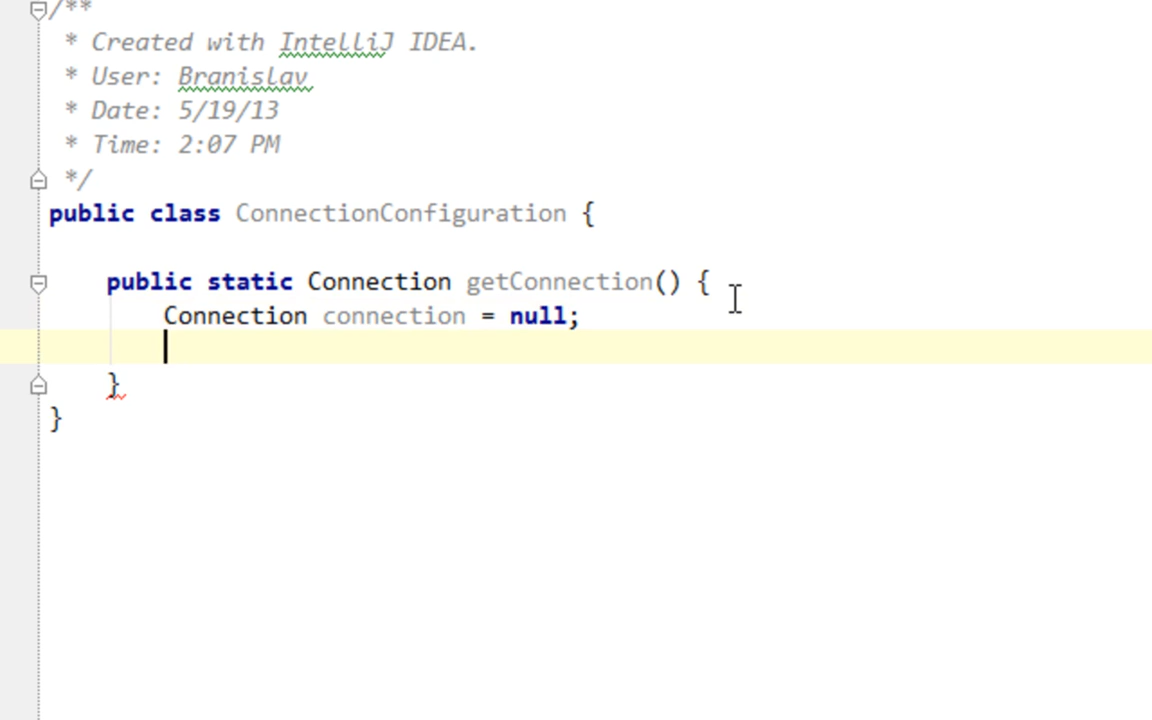 /**
 * Created with IntelliJ IDEA.
 * User: Branislav
 * Date: 5/19/13
 * Time: 2:07 PM
 */
public class ConnectionConfiguration {
    public static Connection getConnection() {
        Connection connection = null;
    }
}